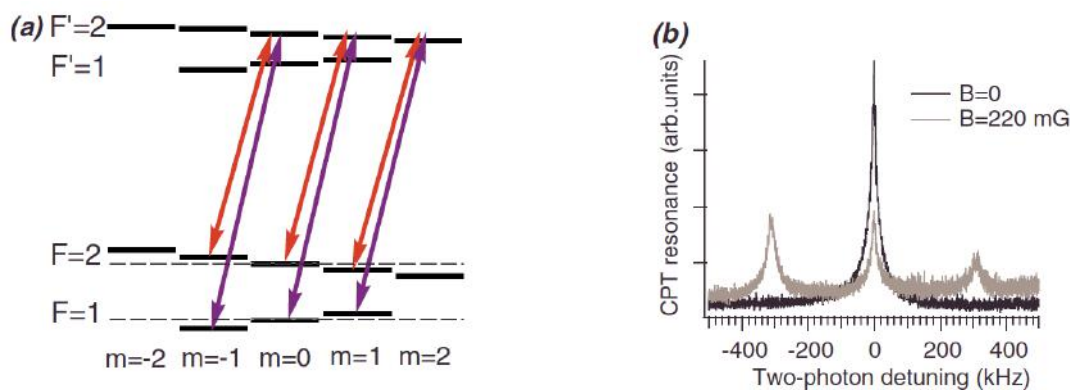 (a)
F'=2
F'=1
F=2
F=1
m=-2 m=-1 m=0 m=1 m=2
(b)
CPT resonance (arb.units)
B=0
B=220 mG
-400 -200 0 200 400
Two-photon detuning (kHz)